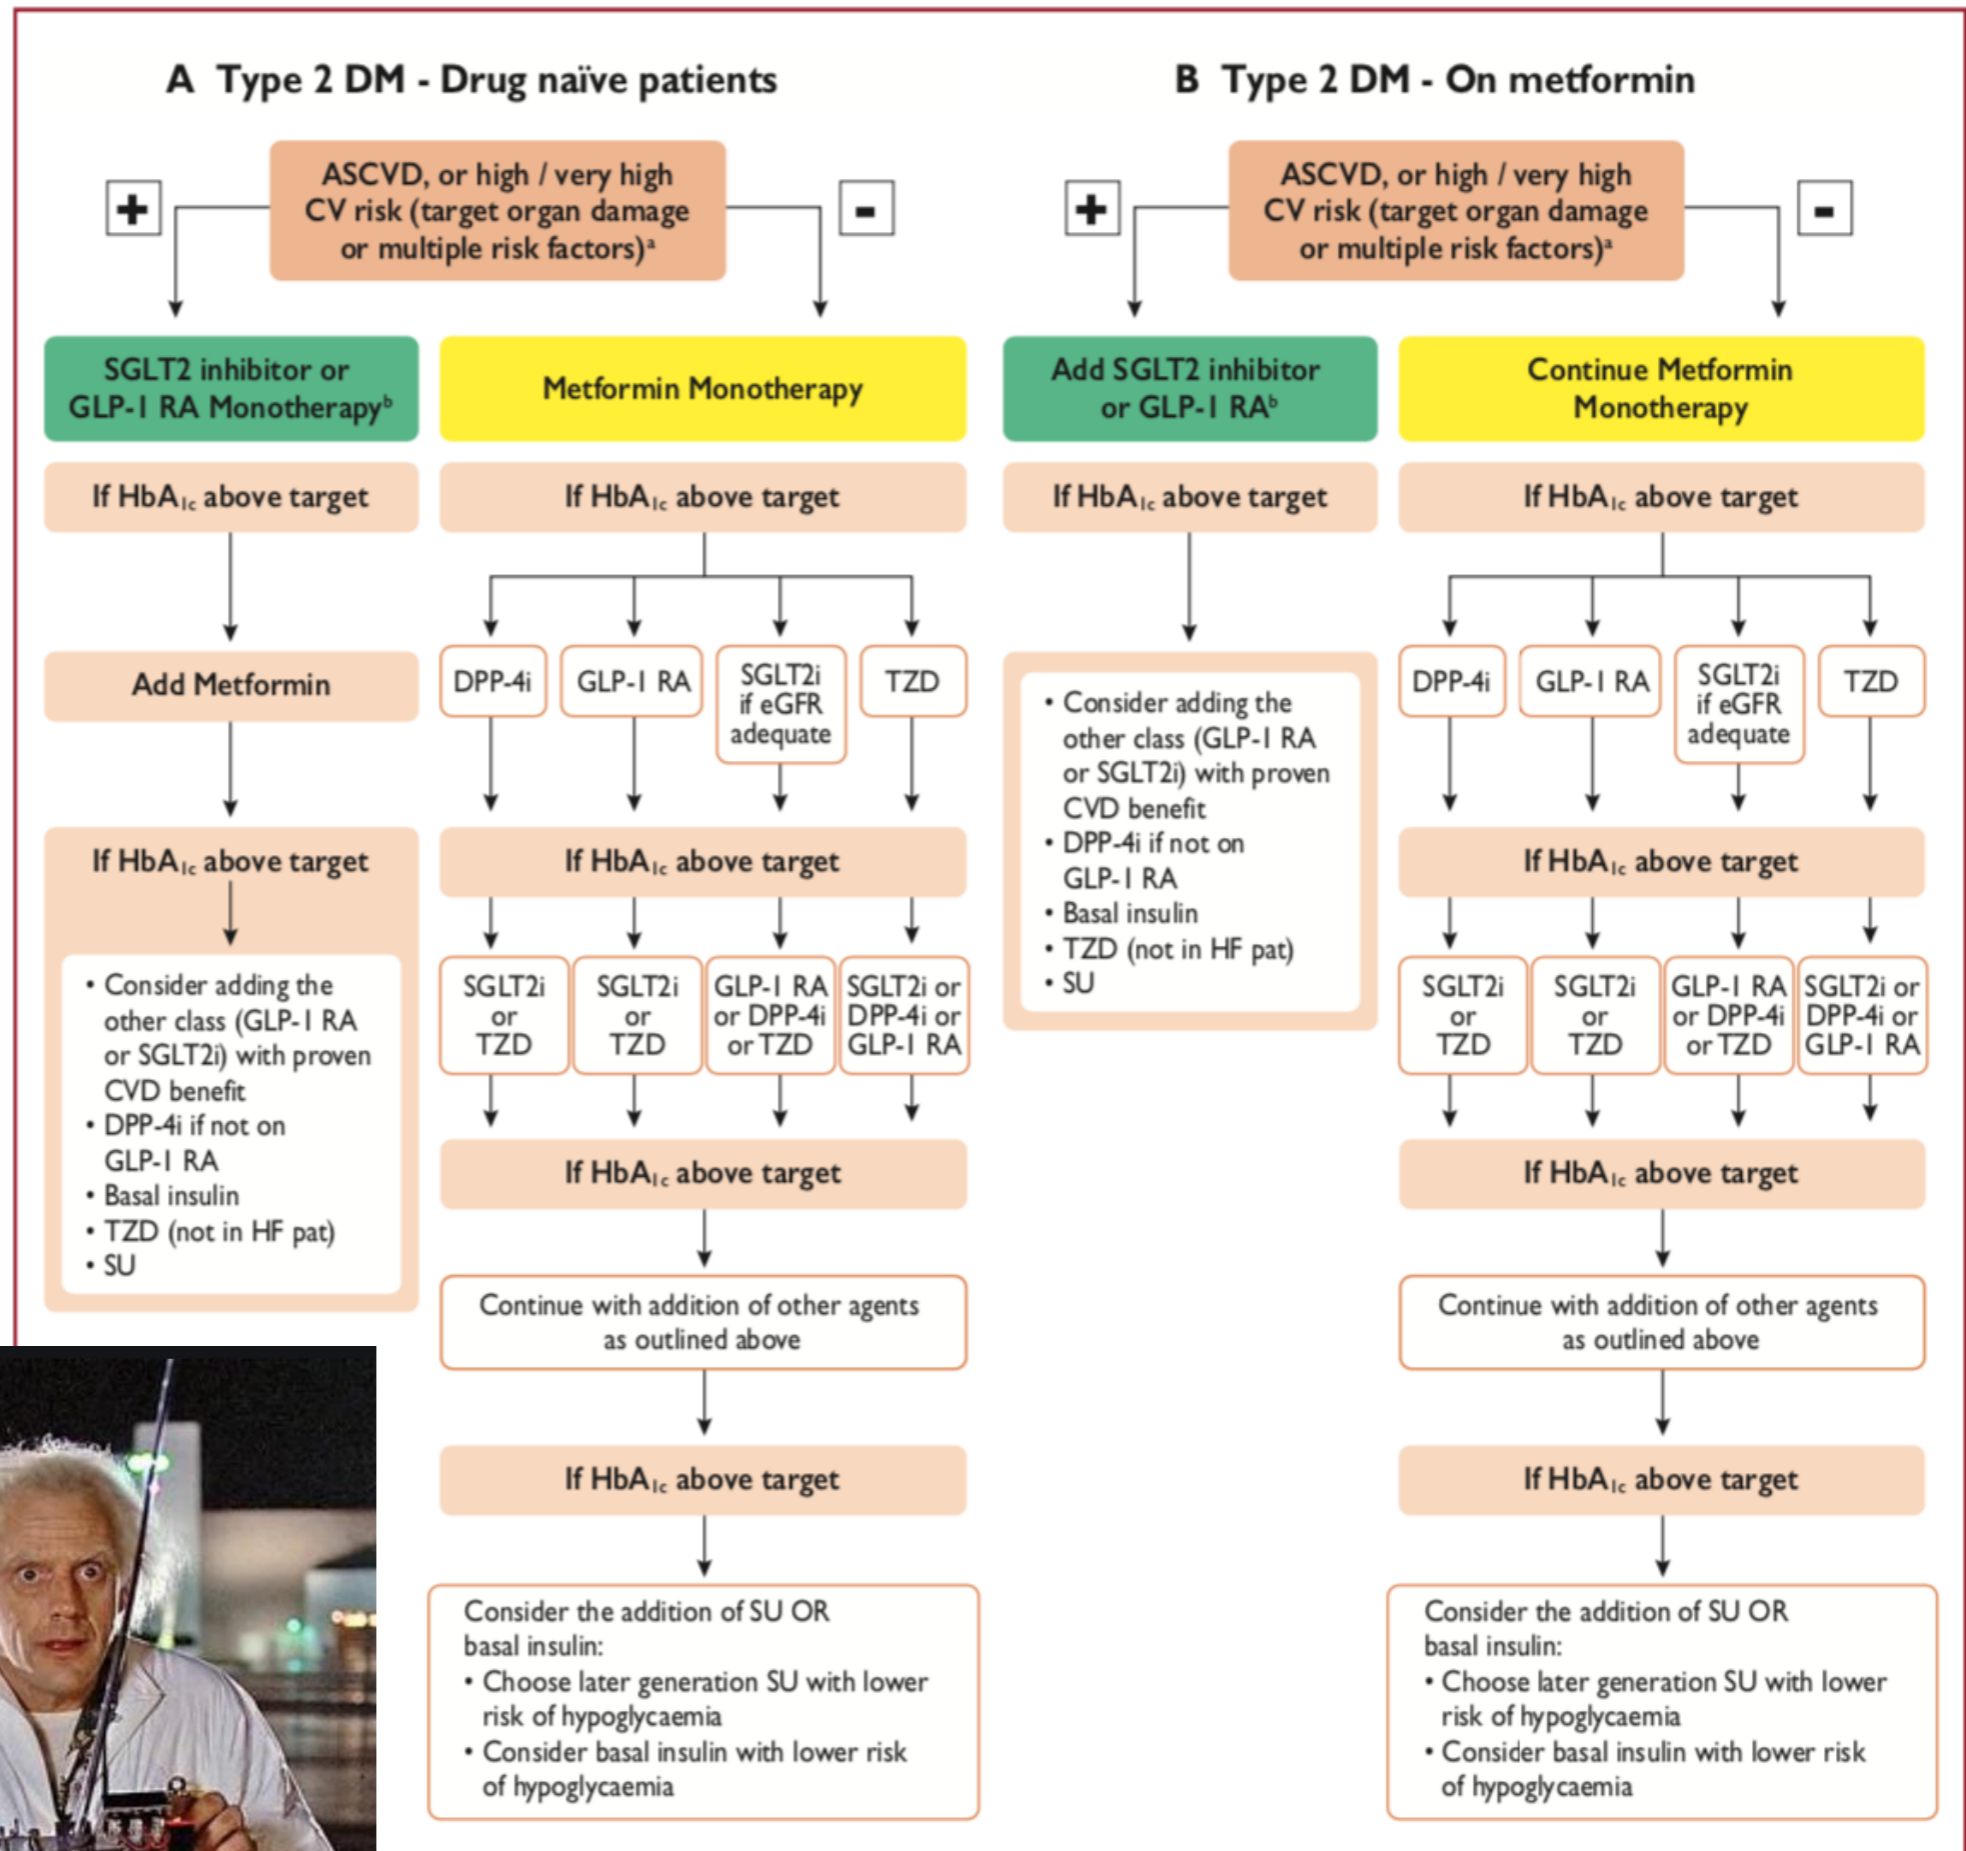 A Type 2 DM - Drug naïve patients
+
ASCVD, or high / very high
CV risk (target organ damage
or multiple risk factors)ᵃ
-
SGLT2 inhibitor or
GLP-1 RA Monotherapyᵇ
If HbA₁c above target
Add Metformin
If HbA₁c above target
• Consider adding the
other class (GLP-1 RA
or SGLT2i) with proven
CVD benefit
• DPP-4i if not on
GLP-1 RA
• Basal insulin
• TZD (not in HF pat)
• SU
Metformin Monotherapy
If HbA₁c above target
DPP-4i
GLP-1 RA
SGLT2i
if eGFR
adequate
TZD
If HbA₁c above target
SGLT2i
or
TZD
SGLT2i
or
TZD
GLP-1 RA
or DPP-4i
or TZD
SGLT2i or
DPP-4i or
GLP-1 RA
If HbA₁c above target
Continue with addition of other agents
as outlined above
If HbA₁c above target
Consider the addition of SU OR
basal insulin:
• Choose later generation SU with lower
risk of hypoglycaemia
• Consider basal insulin with lower risk
of hypoglycaemia
B Type 2 DM - On metformin
+
ASCVD, or high / very high
CV risk (target organ damage
or multiple risk factors)ᵃ
-
Add SGLT2 inhibitor
or GLP-1 RAᵇ
If HbA₁c above target
• Consider adding the
other class (GLP-1 RA
or SGLT2i) with proven
CVD benefit
• DPP-4i if not on
GLP-1 RA
• Basal insulin
• TZD (not in HF pat)
• SU
Continue Metformin
Monotherapy
If HbA₁c above target
DPP-4i
GLP-1 RA
SGLT2i
if eGFR
adequate
TZD
If HbA₁c above target
SGLT2i
or
TZD
SGLT2i
or
TZD
GLP-1 RA
or DPP-4i
or TZD
SGLT2i or
DPP-4i or
GLP-1 RA
If HbA₁c above target
Continue with addition of other agents
as outlined above
If HbA₁c above target
Consider the addition of SU OR
basal insulin:
• Choose later generation SU with lower
risk of hypoglycaemia
• Consider basal insulin with lower risk
of hypoglycaemia